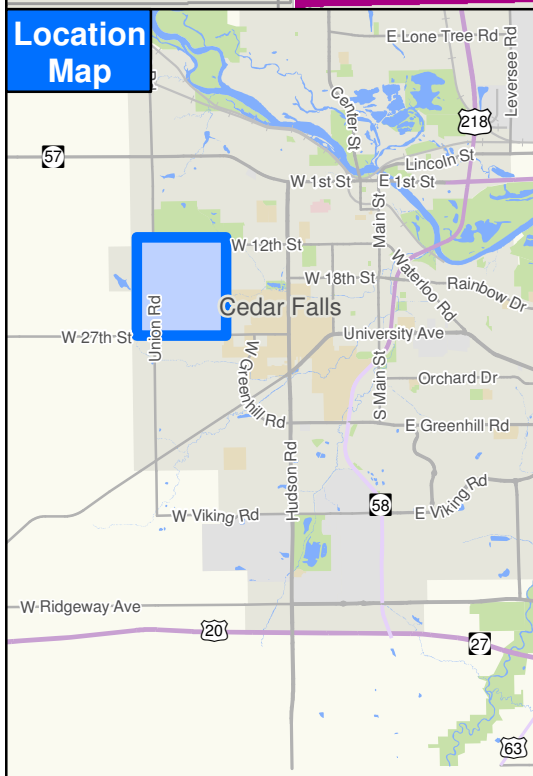 Location
Map
E Lone Tree Rd
Leversee Rd
Center St
218
57
Lincoln St
W 1st St
E 1st St
Main St
W 12th St
Waterloo Rd
W 18th St
Rainbow Dr
Cedar Falls
Union Rd
W 27th St
University Ave
W Greenhill Rd
S Main St
Orchard Dr
E Greenhill Rd
Hudson Rd
58
W Viking Rd
E Viking Rd
W Ridgeway Ave
20
27
63